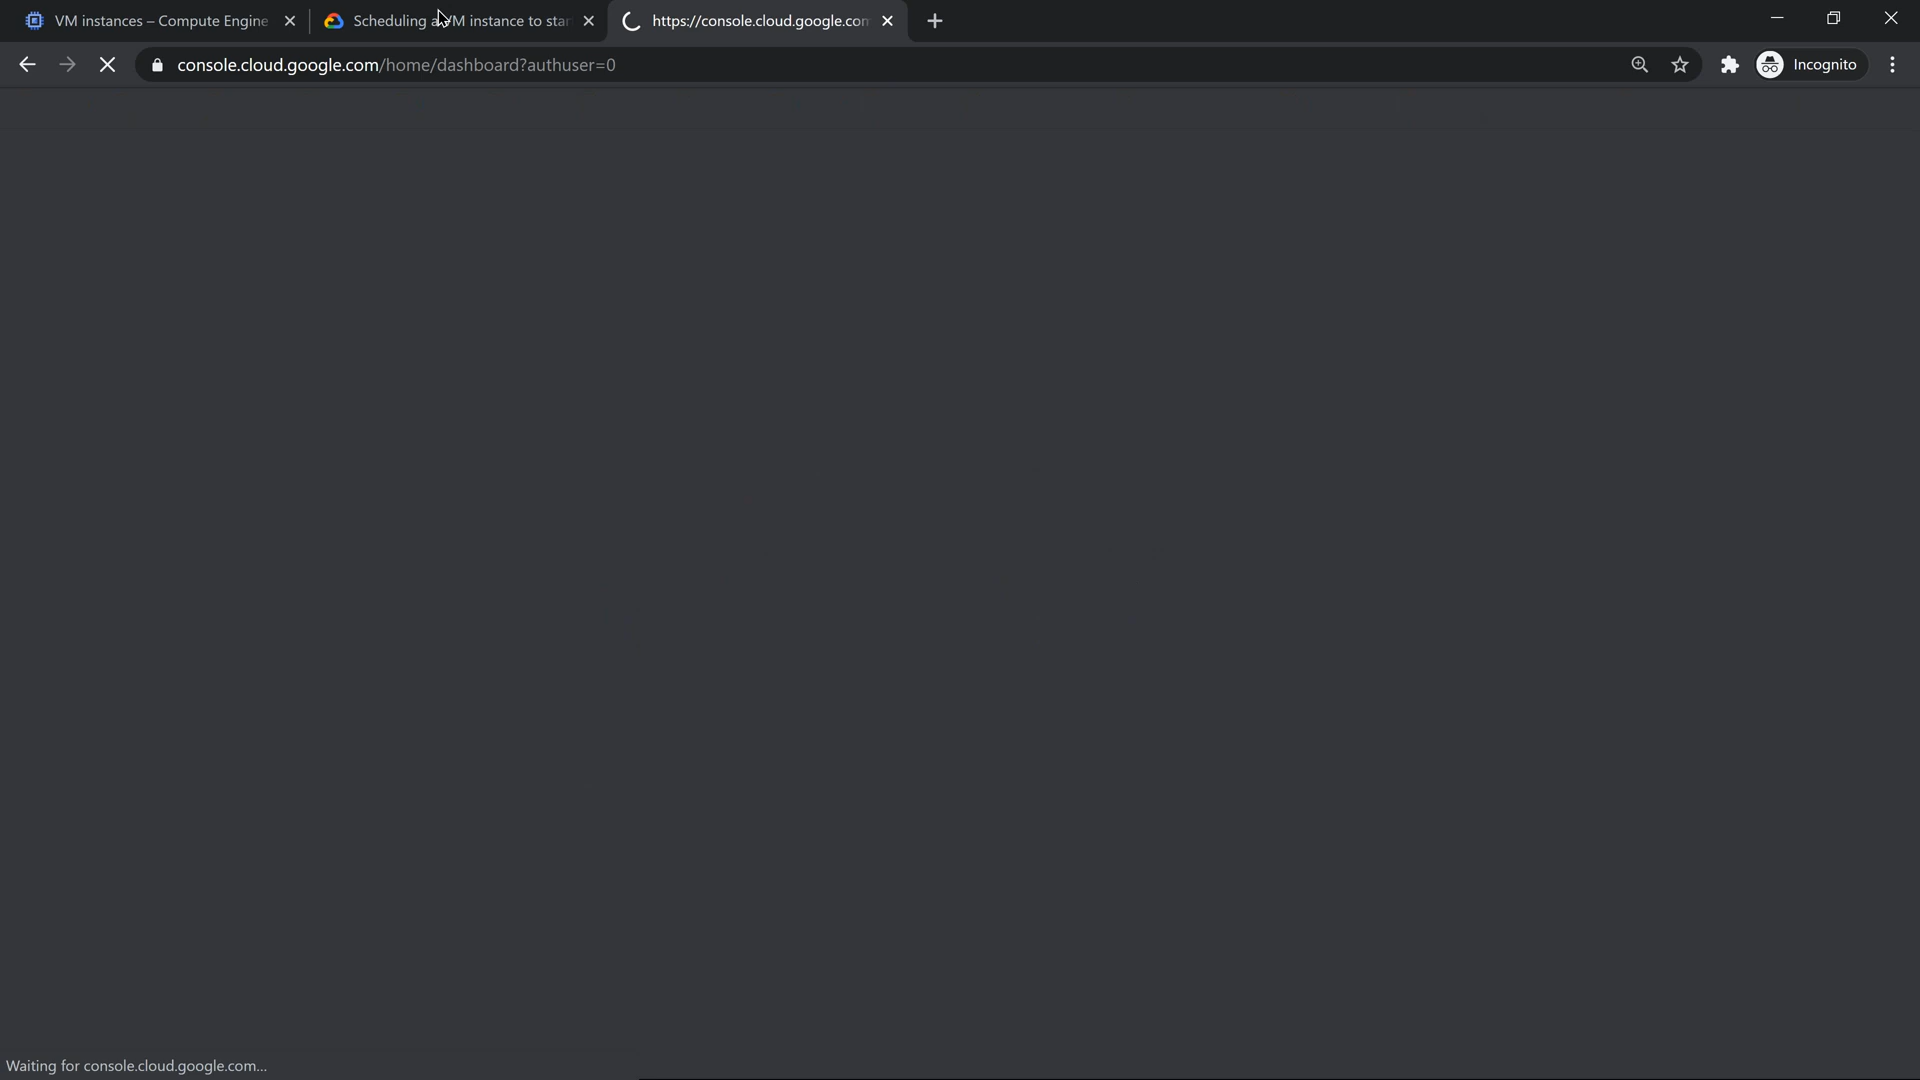 VM instances – Compute Engine
Scheduling a VM instance to star
https://console.cloud.google.com
console.cloud.google.com/home/dashboard?authuser=0
Incognito
Waiting for console.cloud.google.com...